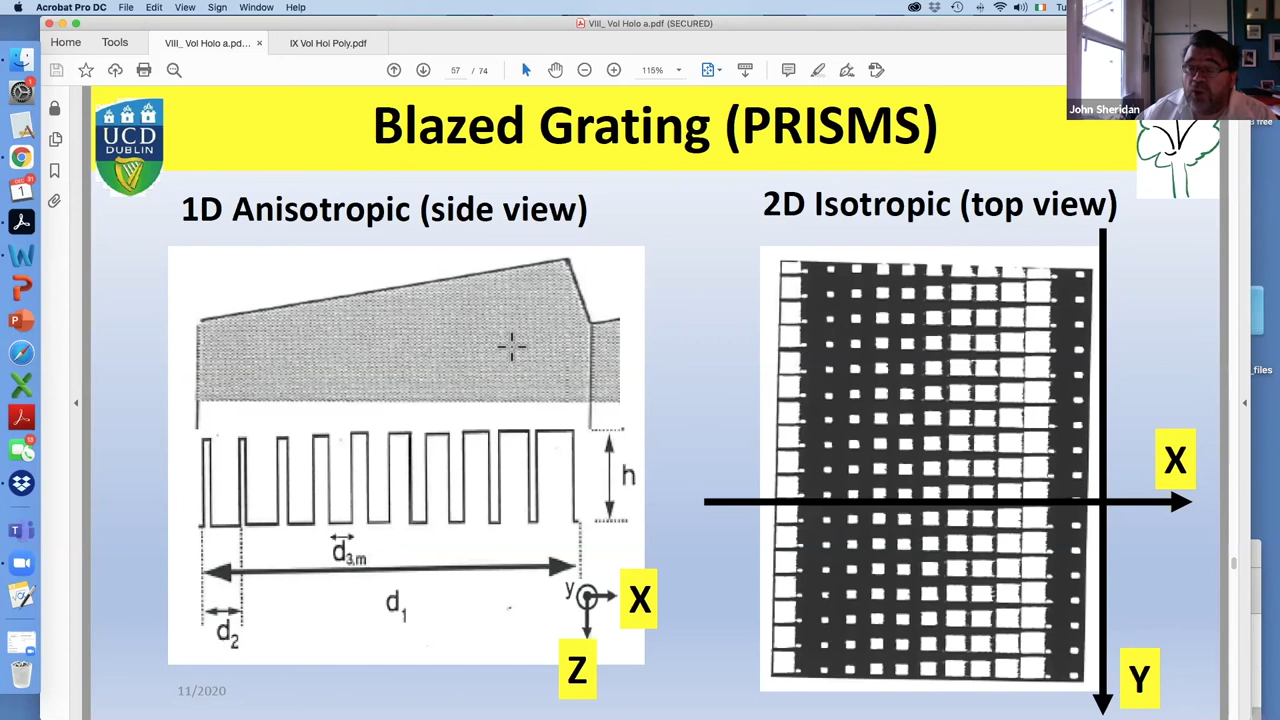 Acrobat Pro DC File Edit View Sign Window Help
VIII_ Vol Holo a.pdf (SECURED)
Home Tools VIII_ Vol Holo a.pd... × IX Vol Hoi Poly.pdf
57 / 74 115%
John Sheridan
UCD
DUBLIN
Blazed Grating (PRISMS)
1D Anisotropic (side view)
2D Isotropic (top view)
h
d3,m
d1
d2
y
X
Z
X
Y
11/2020